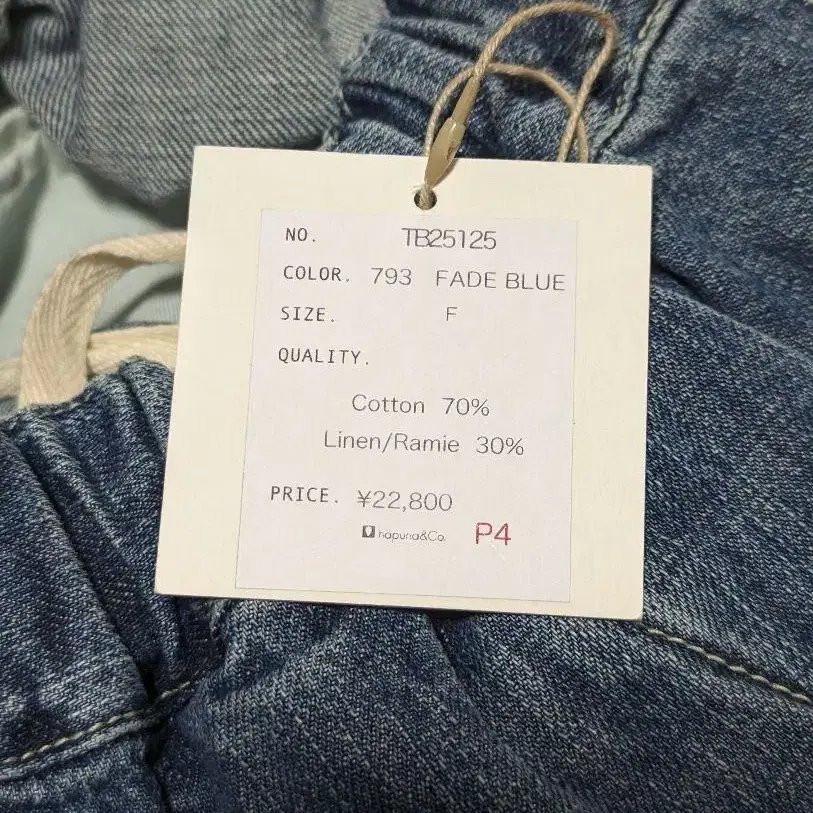 NO. TB25125
COLOR. 793 FADE BLUE
SIZE. F
QUALITY.
Cotton 70%
Linen/Ramie 30%
PRICE. ¥22,800
hapuna&Co. P4